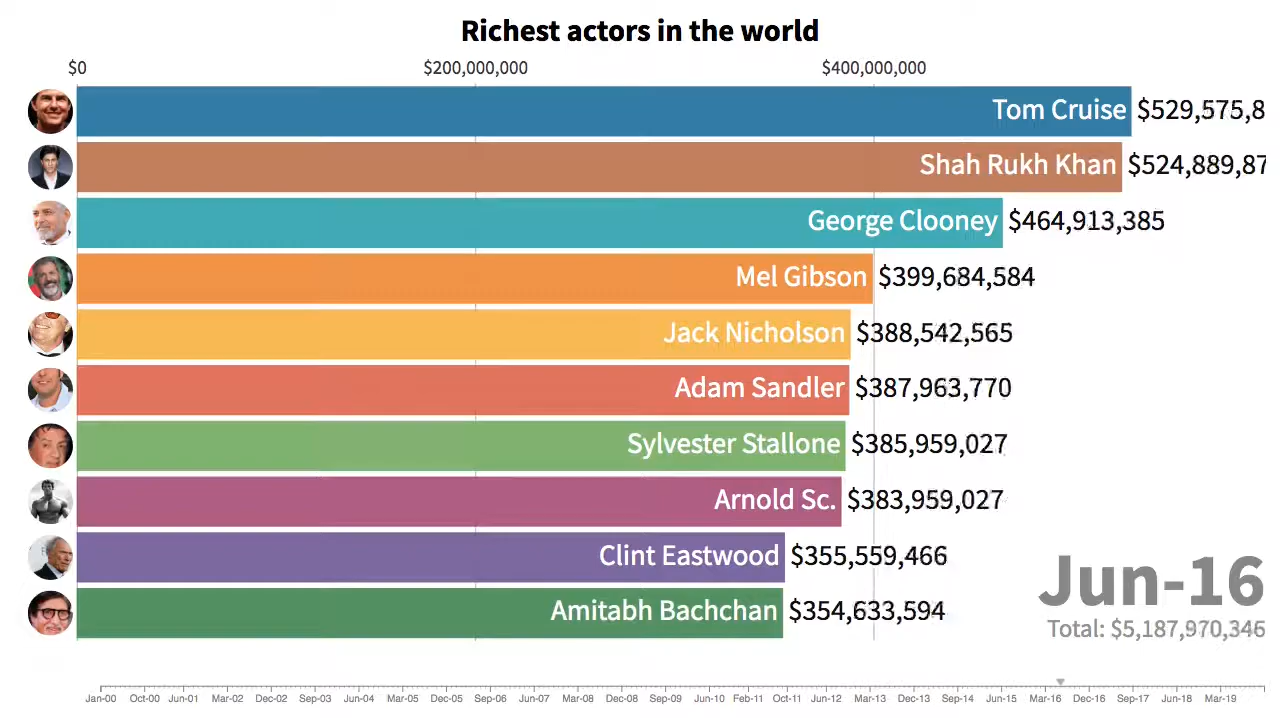 Richest actors in the world
$0 $200,000,000 $400,000,000
Tom Cruise $529,575,8
Shah Rukh Khan $524,889,87
George Clooney $464,913,385
Mel Gibson $399,684,584
Jack Nicholson $388,542,565
Adam Sandler $387,963,770
Sylvester Stallone $385,959,027
Arnold Sc. $383,959,027
Clint Eastwood $355,559,466
Amitabh Bachchan $354,633,594
Jun-16
Total: $5,187,970,346
Jan-00 Oct-00 Jun-01 Mar-02 Dec-02 Sep-03 Jun-04 Mar-05 Dec-05 Sep-06 Jun-07 Mar-08 Dec-08 Sep-09 Jun-10 Feb-11 Oct-11 Jun-12 Mar-13 Dec-13 Sep-14 Jun-15 Mar-16 Dec-16 Sep-17 Jun-18 Mar-19